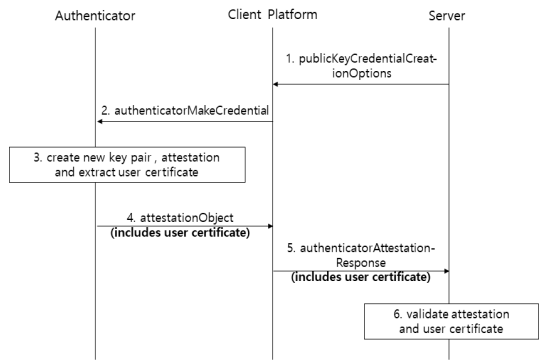 Authenticator
Client Platform
Server
1. publicKeyCredentialCreat-
ionOptions
2. authenticatorMakeCredential
3. create new key pair , attestation
and extract user certificate
4. attestationObject
(includes user certificate)
5. authenticatorAttestation-
Response
(includes user certificate)
6. validate attestation
and user certificate